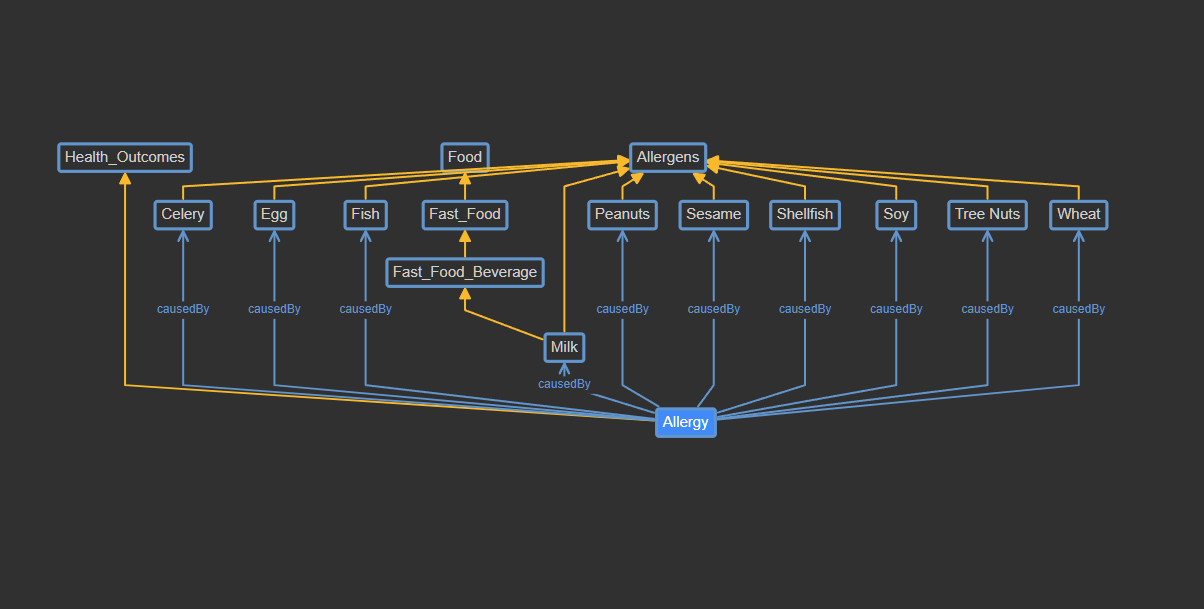 Health_Outcomes
Food
Allergens
Celery
Egg
Fish
Fast_Food
Peanuts
Sesame
Shellfish
Soy
Tree Nuts
Wheat
Fast_Food_Beverage
causedBy
causedBy
causedBy
causedBy
causedBy
causedBy
causedBy
causedBy
causedBy
Milk
causedBy
Allergy